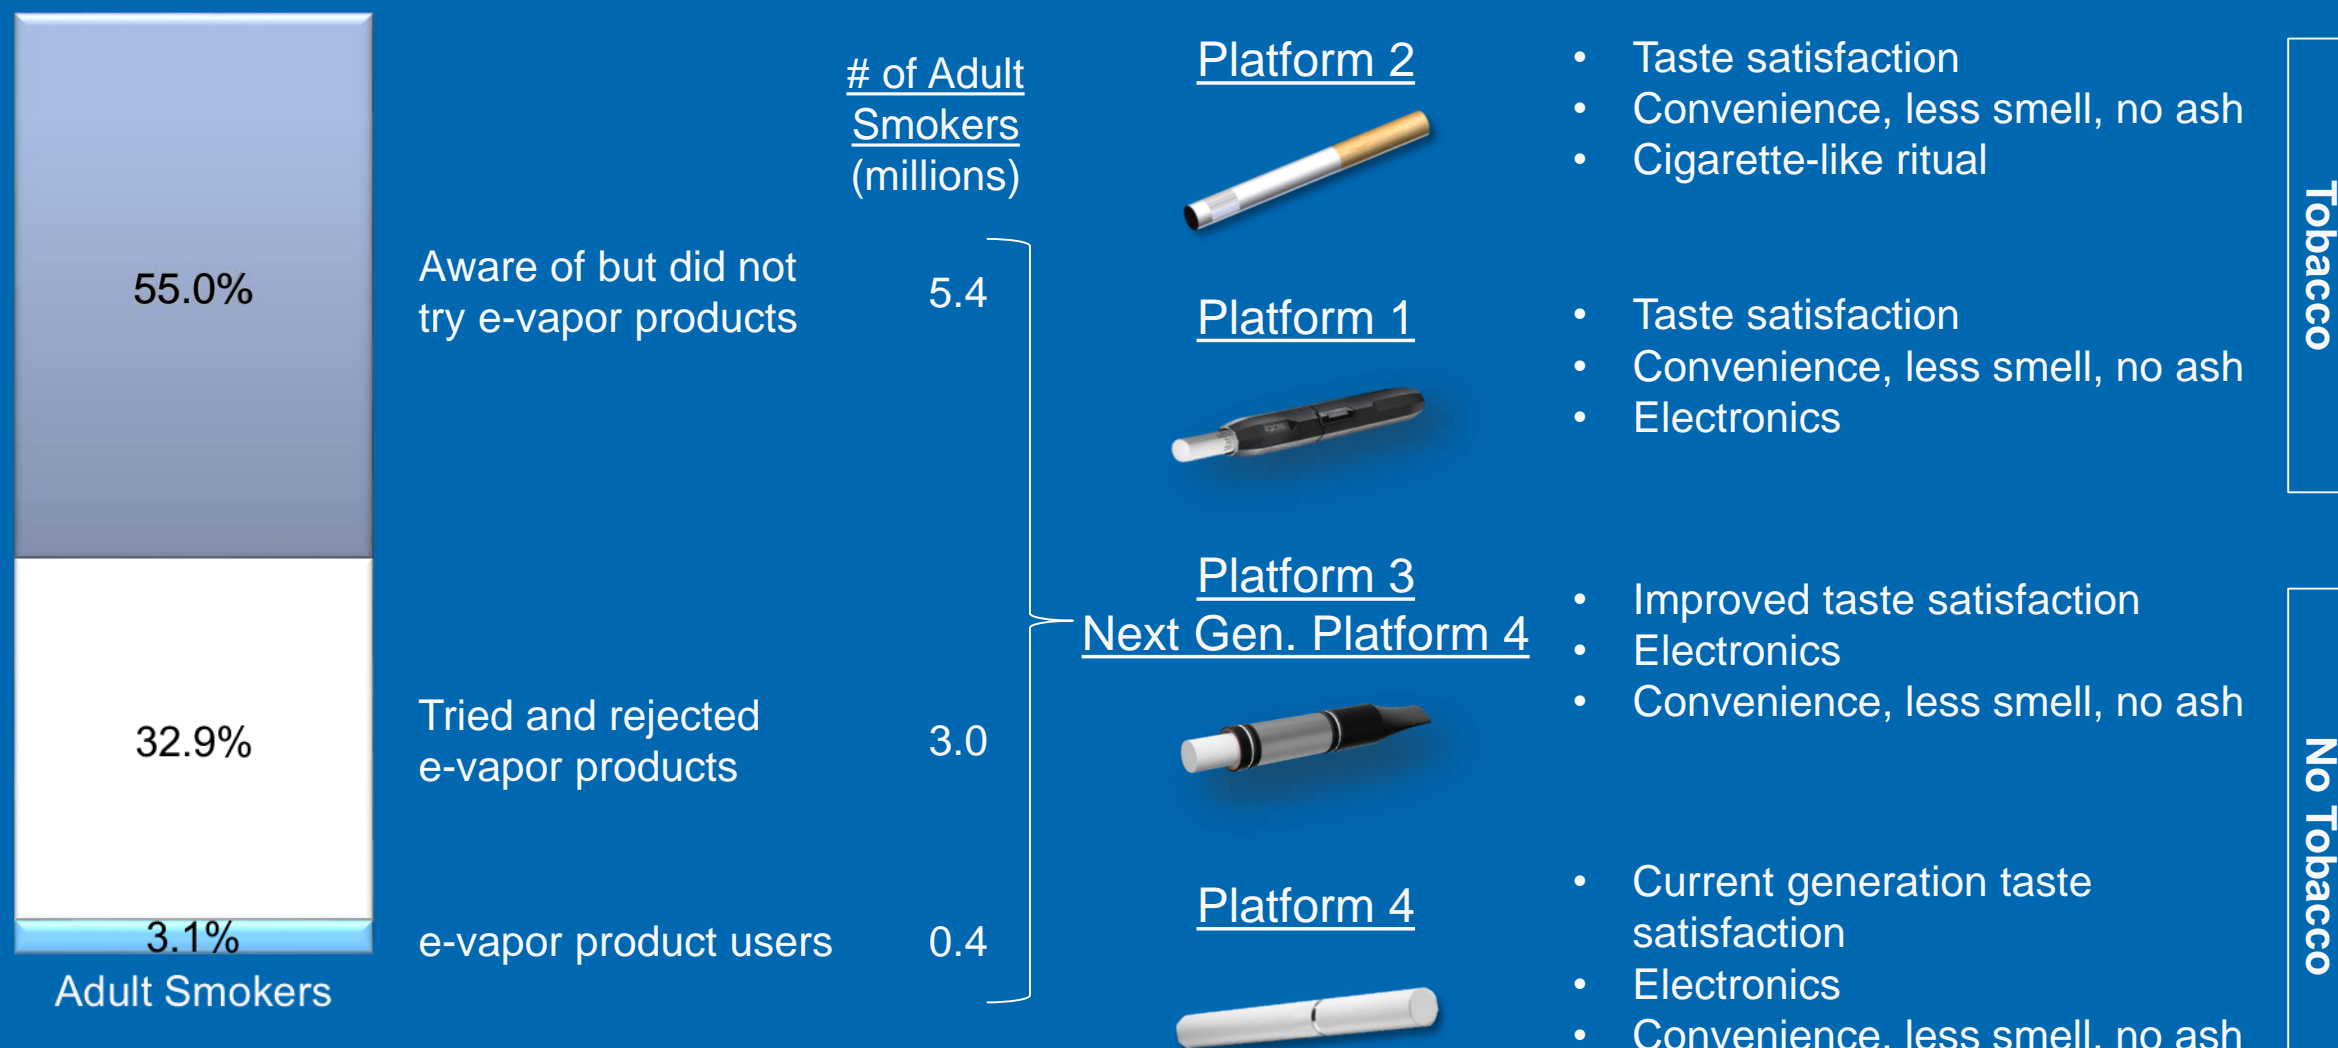 55.0%
32.9%
3.1%
Adult Smokers
# of Adult
Smokers
(millions)
Aware of but did not
try e-vapor products
5.4
Tried and rejected
e-vapor products
3.0
e-vapor product users
0.4
Platform 2
• Taste satisfaction
• Convenience, less smell, no ash
• Cigarette-like ritual
Platform 1
IQOS
• Taste satisfaction
• Convenience, less smell, no ash
• Electronics
Tobacco
Platform 3
Next Gen. Platform 4
• Improved taste satisfaction
• Electronics
• Convenience, less smell, no ash
Platform 4
• Current generation taste
satisfaction
• Electronics
• Convenience, less smell, no ash
No Tobacco